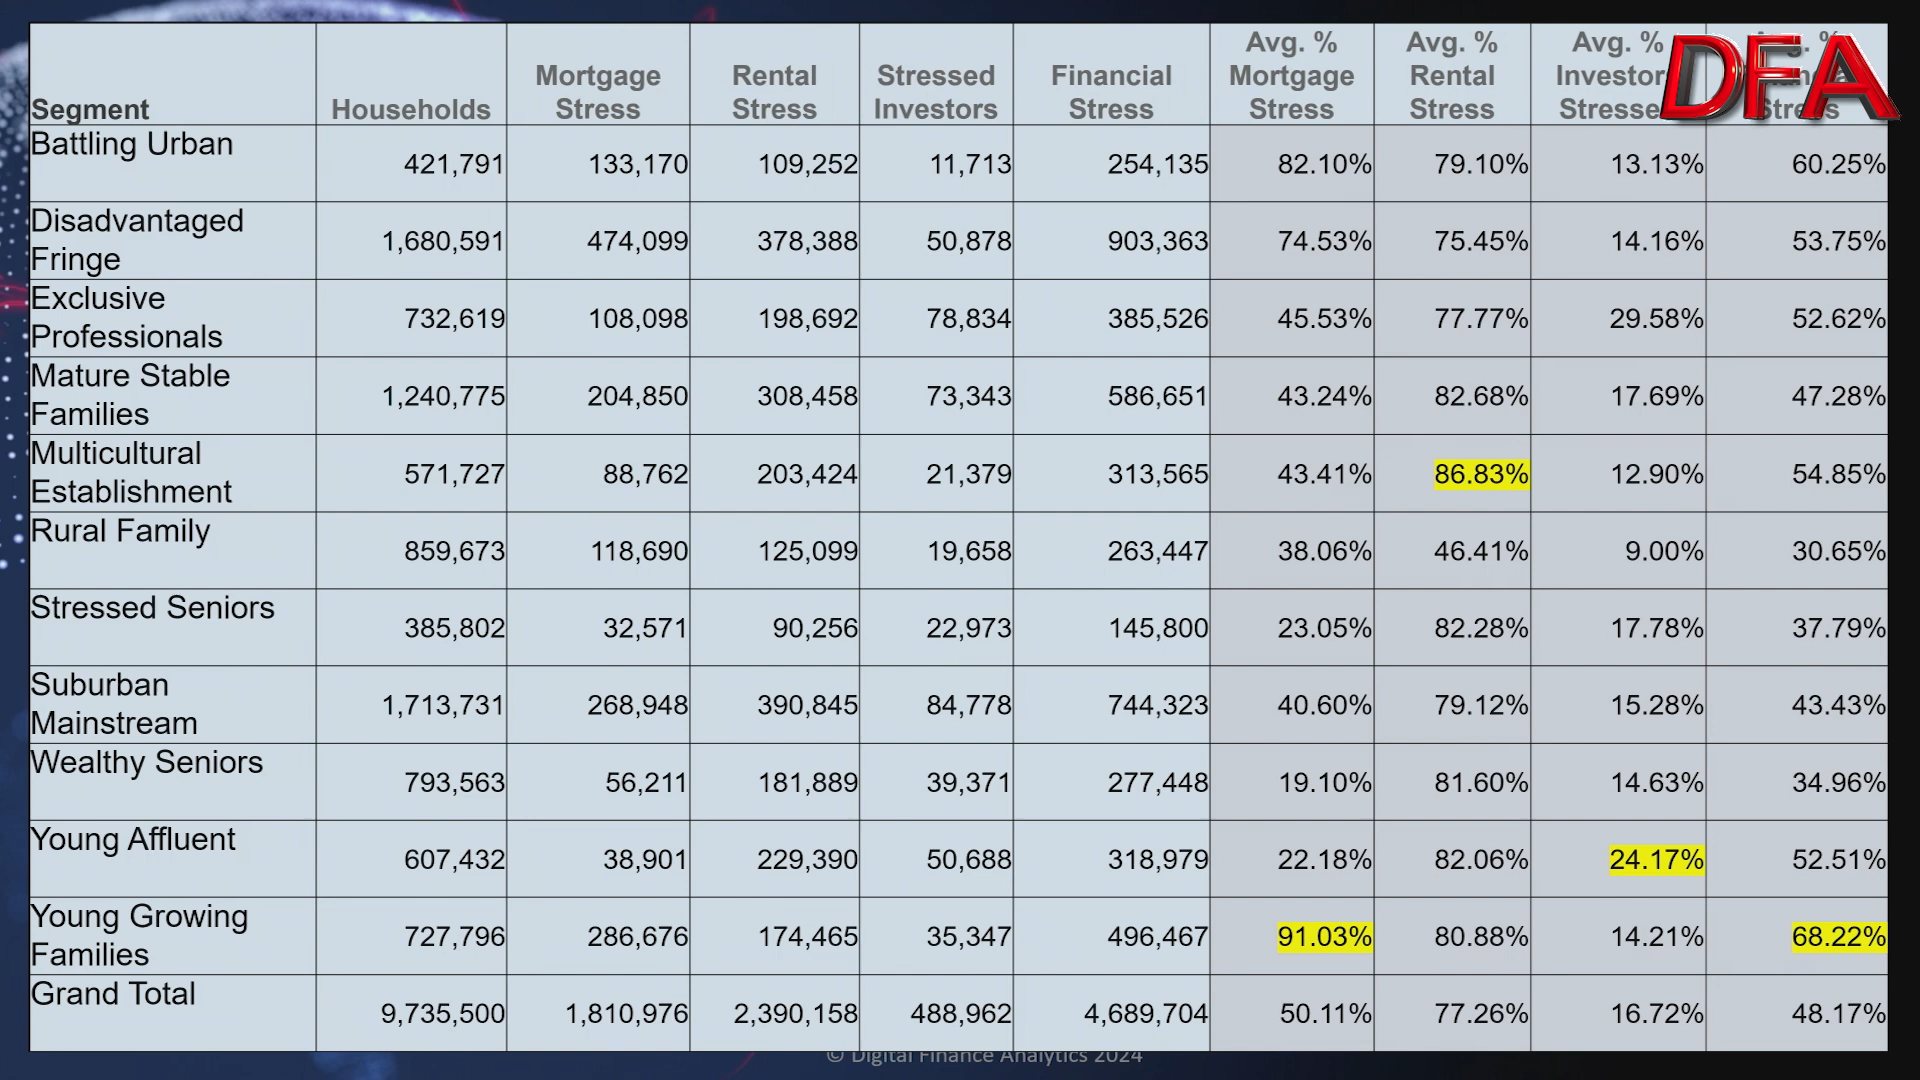 Segment Households Mortgage Stress Rental Stress Stressed Investors Financial Stress Avg. % Mortgage Stress Avg. % Rental Stress Avg. % Stress
DFA
Battling Urban 421,791 133,170 109,252 11,713 254,135 82.10% 79.10% 13.13% 60.25%
Disadvantaged Fringe 1,680,591 474,099 378,388 50,878 903,363 74.53% 75.45% 14.16% 53.75%
Exclusive Professionals 732,619 108,098 198,692 78,834 385,526 45.53% 77.77% 29.58% 52.62%
Mature Stable Families 1,240,775 204,850 308,458 73,343 586,651 43.24% 82.68% 17.69% 47.28%
Multicultural Establishment 571,727 88,762 203,424 21,379 313,565 43.41% 86.83% 12.90% 54.85%
Rural Family 859,673 118,690 125,099 19,658 263,447 38.06% 46.41% 9.00% 30.65%
Stressed Seniors 385,802 32,571 90,256 22,973 145,800 23.05% 82.28% 17.78% 37.79%
Suburban Mainstream 1,713,731 268,948 390,845 84,778 744,323 40.60% 79.12% 15.28% 43.43%
Wealthy Seniors 793,563 56,211 181,889 39,371 277,448 19.10% 81.60% 14.63% 34.96%
Young Affluent 607,432 38,901 229,390 50,688 318,979 22.18% 82.06% 24.17% 52.51%
Young Growing Families 727,796 286,676 174,465 35,347 496,467 91.03% 80.88% 14.21% 68.22%
Grand Total 9,735,500 1,810,976 2,390,158 488,962 4,689,704 50.11% 77.26% 16.72% 48.17%
© Digital Finance Analytics 2024